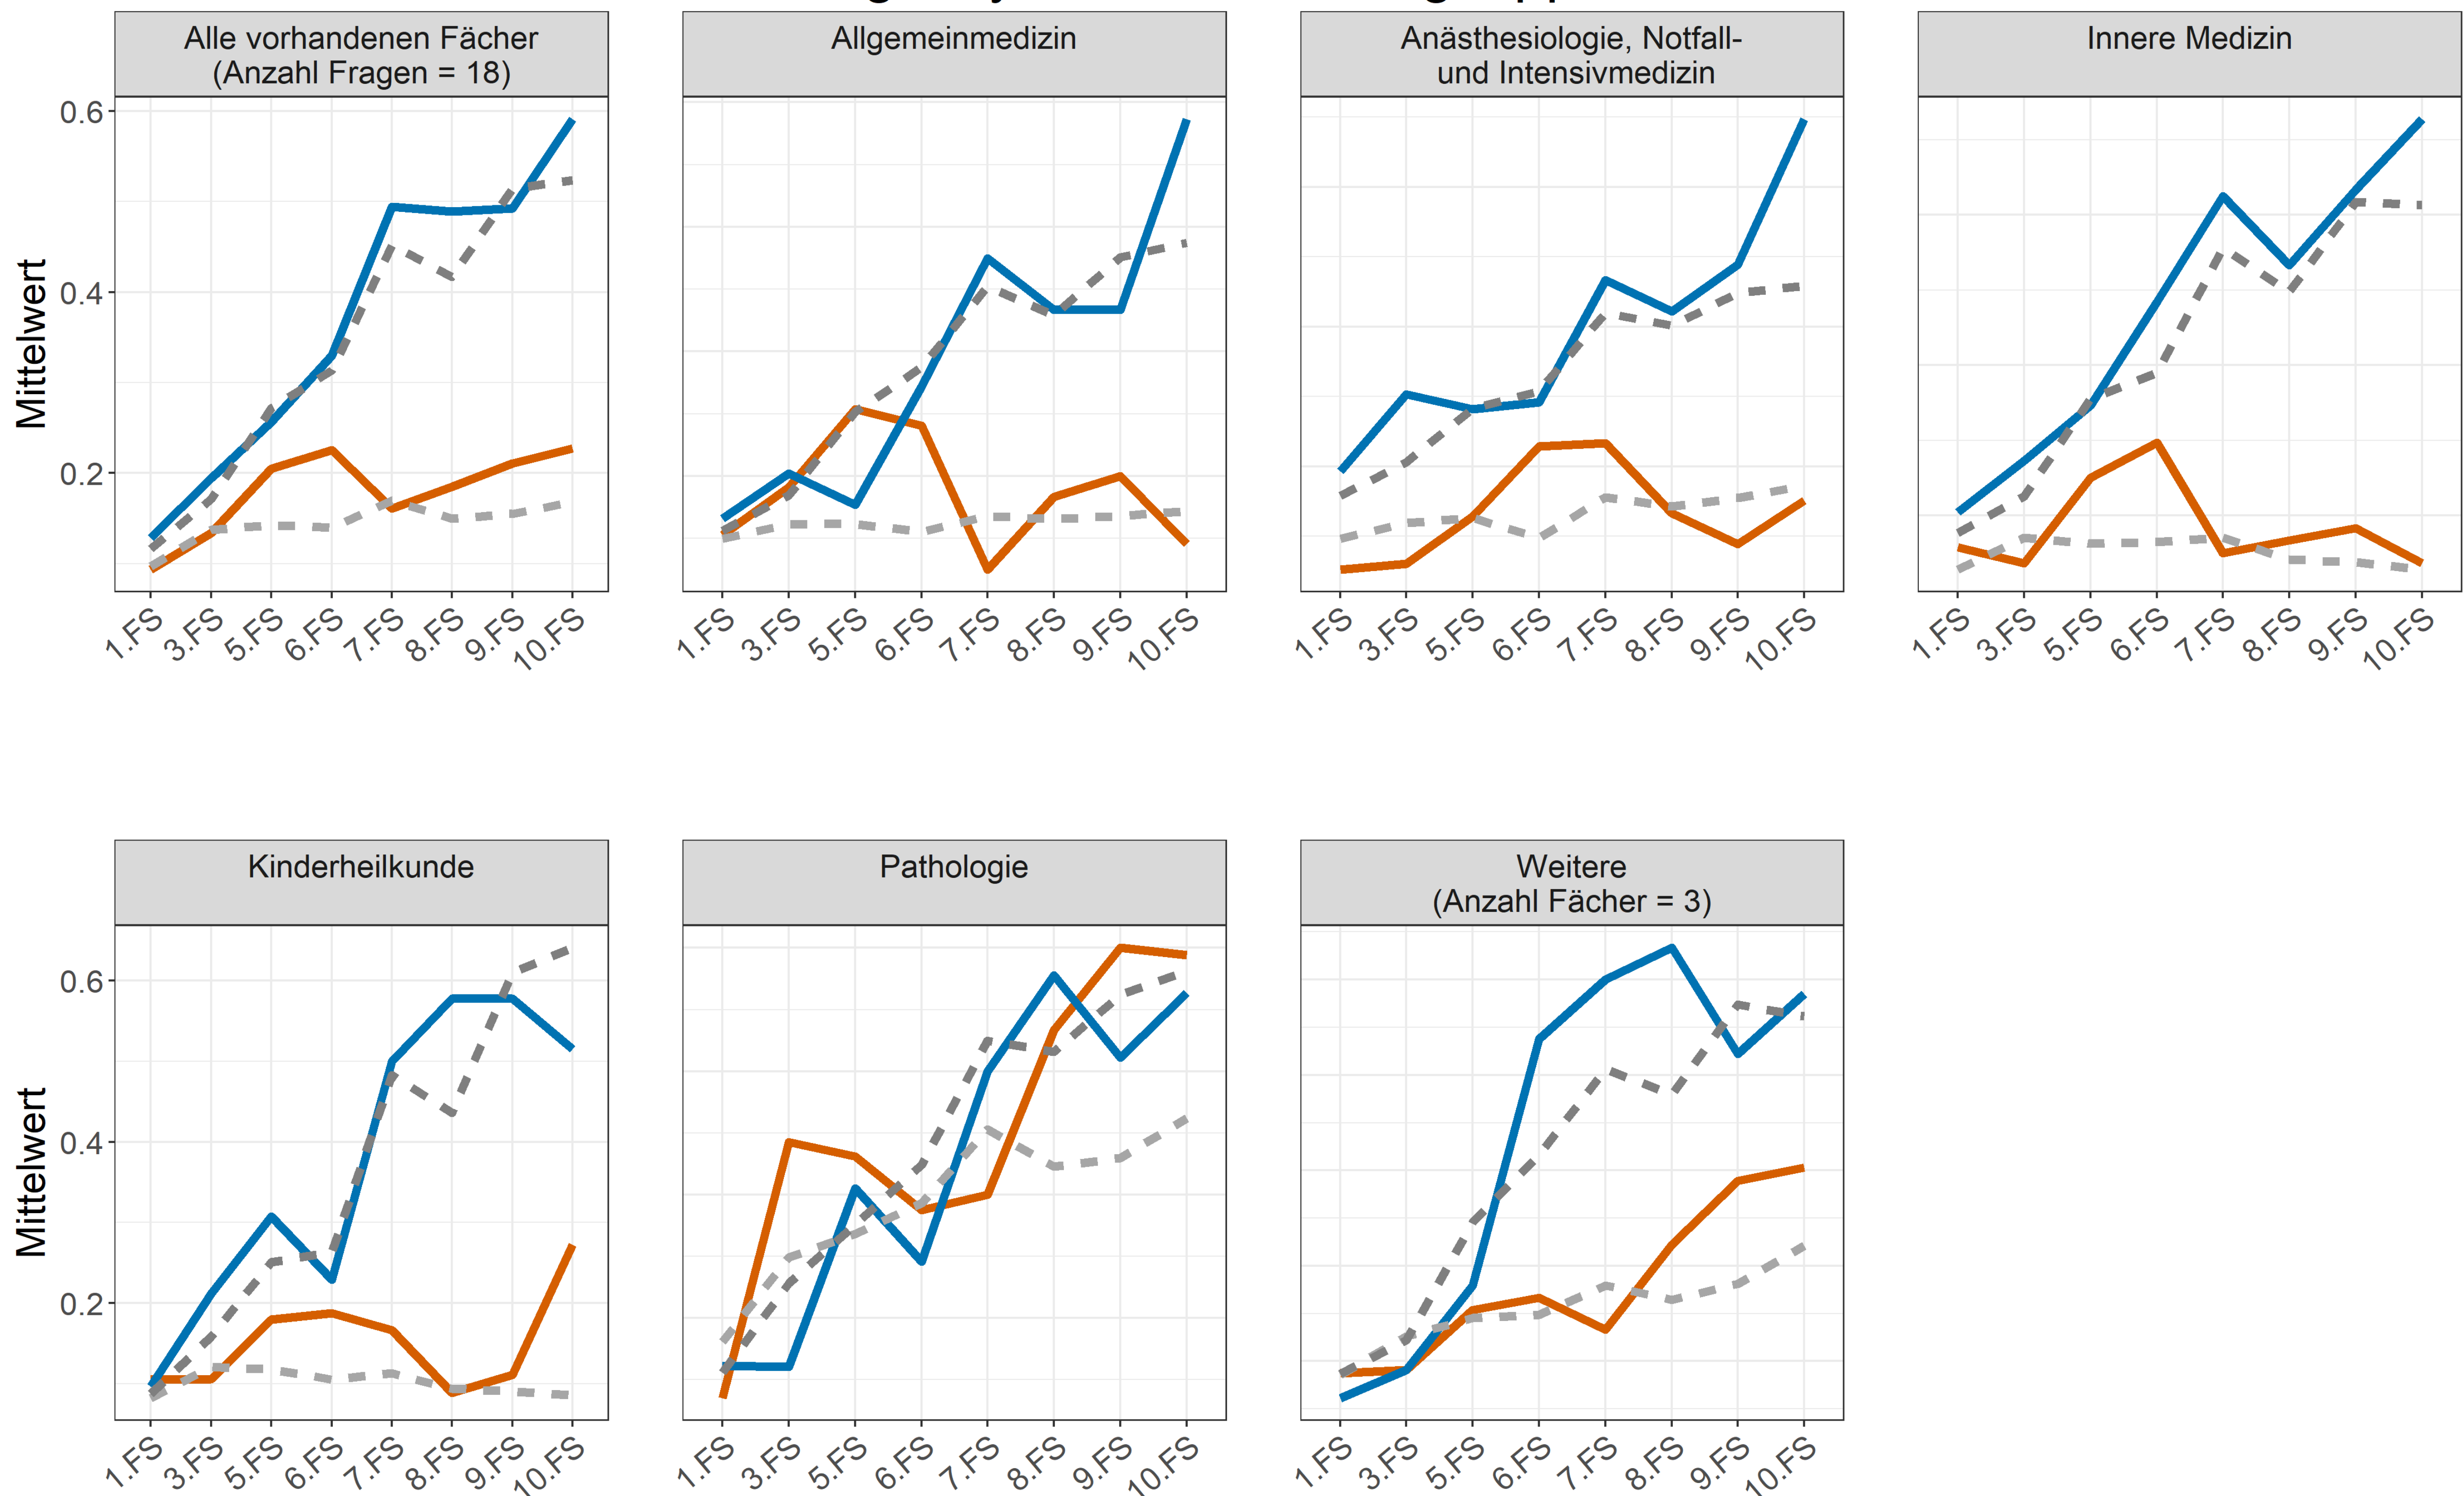 Alle vorhandenen Fächer
(Anzahl Fragen = 18)
Allgemeinmedizin
Anästhesiologie, Notfall-
und Intensivmedizin
Innere Medizin
Mittelwert
0.6
0.4
0.2
1.FS 3.FS 5.FS 6.FS 7.FS 8.FS 9.FS 10.FS
1.FS 3.FS 5.FS 6.FS 7.FS 8.FS 9.FS 10.FS
1.FS 3.FS 5.FS 6.FS 7.FS 8.FS 9.FS 10.FS
1.FS 3.FS 5.FS 6.FS 7.FS 8.FS 9.FS 10.FS
Kinderheilkunde
Pathologie
Weitere
(Anzahl Fächer = 3)
Mittelwert
0.6
0.4
0.2
1.FS 3.FS 5.FS 6.FS 7.FS 8.FS 9.FS 10.FS
1.FS 3.FS 5.FS 6.FS 7.FS 8.FS 9.FS 10.FS
1.FS 3.FS 5.FS 6.FS 7.FS 8.FS 9.FS 10.FS